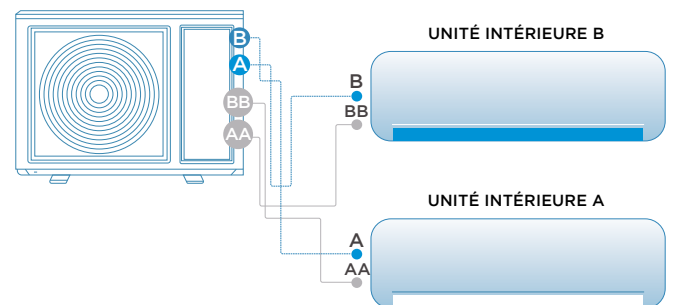 UNITÉ INTÉRIEURE B
B
A
BB
AA
B
BB
UNITÉ INTÉRIEURE A
A
AA